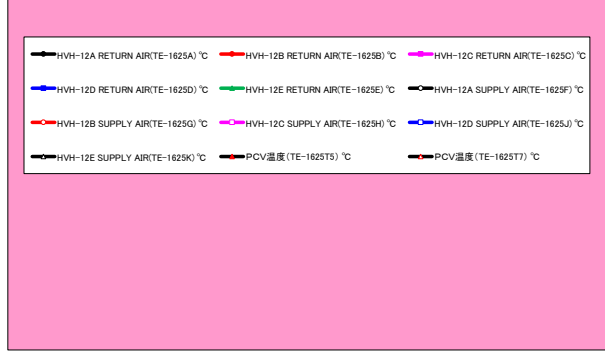 HVH-12A RETURN AIR(TE-1625A) ℃ HVH-12B RETURN AIR(TE-1625B) ℃ HVH-12C RETURN AIR(TE-1625C) ℃
HVH-12D RETURN AIR(TE-1625D) ℃ HVH-12E RETURN AIR(TE-1625E) ℃ HVH-12A SUPPLY AIR(TE-1625F) ℃
HVH-12B SUPPLY AIR(TE-1625G) ℃ HVH-12C SUPPLY AIR(TE-1625H) ℃ HVH-12D SUPPLY AIR(TE-1625J) ℃
HVH-12E SUPPLY AIR(TE-1625K) ℃ PCV温度(TE-1625T5) ℃ PCV温度(TE-1625T7) ℃